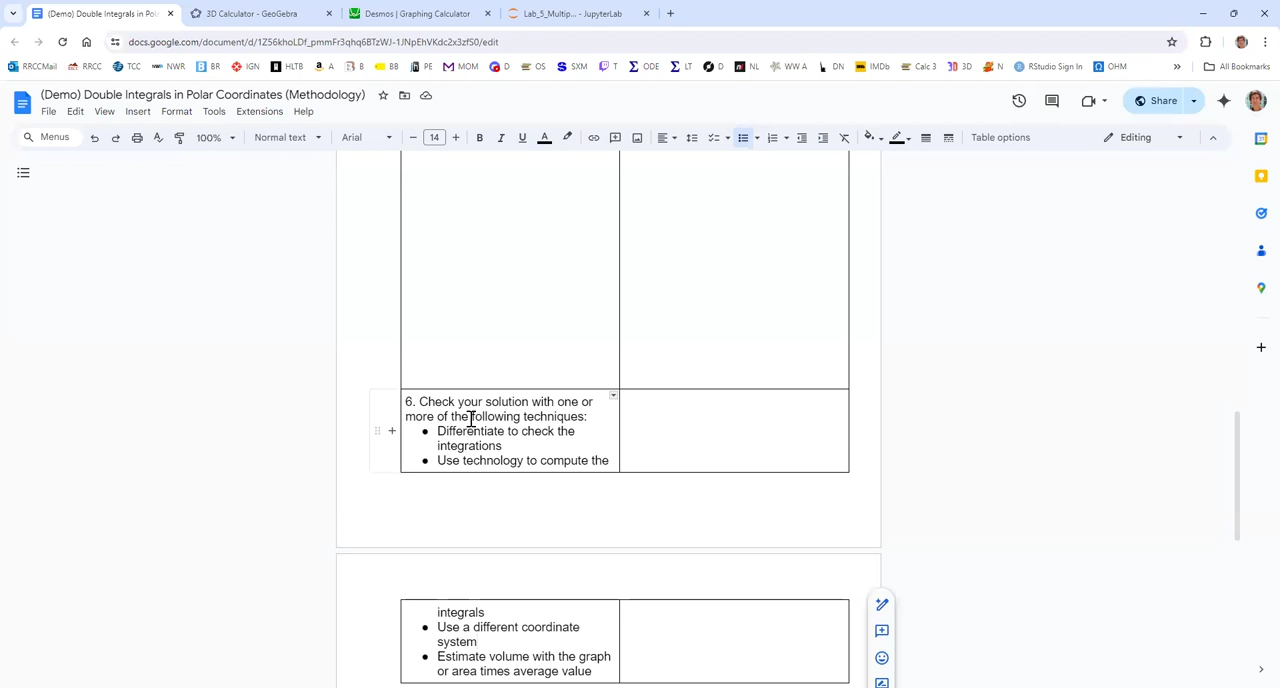 (Demo) Double Integrals in Pol
3D Calculator - GeoGebra
Desmos | Graphing Calculator
Lab_5_Multip... - JupyterLab
docs.google.com/document/d/1Z56khoLDf_pmmFr3qhq6BTzWJ-1JNpEhVKdc2x3zfS0/edit
RRCCMail
RRCC
TCC
NWR
BR
IGN
HLTB
A
B
BB
PE
MOM
D
OS
SXM
T
ODE
LT
D
NL
WW A
DN
IMDb
Calc 3
3D
N
RStudio Sign In
OHM
»
All Bookmarks
(Demo) Double Integrals in Polar Coordinates (Methodology)
File Edit View Insert Format Tools Extensions Help
Share
Menus
100%
Normal text
Arial
14
B I U A
Table options
Editing
6. Check your solution with one or
more of the following techniques:
● Differentiate to check the
integrations
● Use technology to compute the
integrals
● Use a different coordinate
system
● Estimate volume with the graph
or area times average value